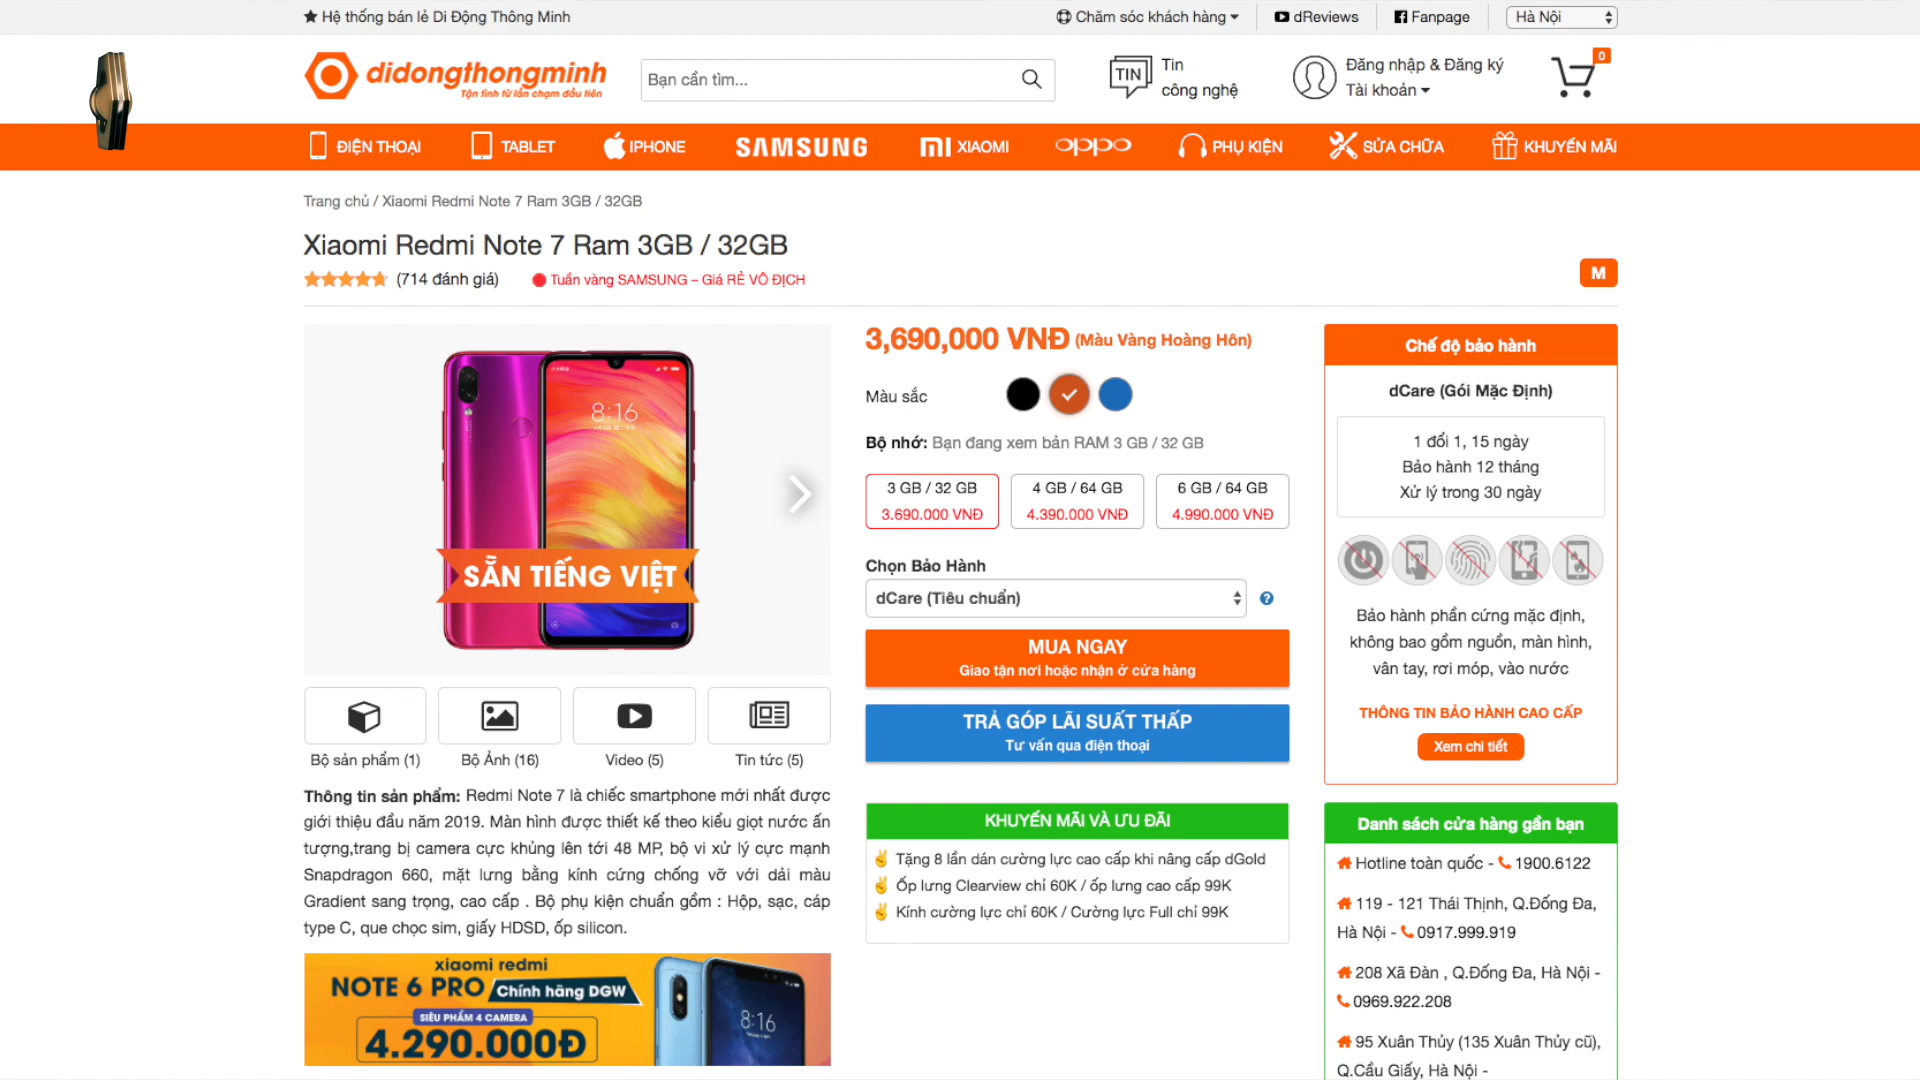 Hệ thống bán lẻ Di Động Thông Minh
Chăm sóc khách hàng
dReviews
Fanpage
Hà Nội
didongthongminh
Tận tình từ lần chạm đầu tiên
Bạn cần tìm...
TIN
Tin
công nghệ
Đăng nhập & Đăng ký
Tài khoản
0
ĐIỆN THOẠI
TABLET
IPHONE
SAMSUNG
MI XIAOMI
oppo
PHỤ KIỆN
SỬA CHỮA
KHUYẾN MÃI
Trang chủ / Xiaomi Redmi Note 7 Ram 3GB / 32GB
Xiaomi Redmi Note 7 Ram 3GB / 32GB
(714 đánh giá)
Tuần vàng SAMSUNG – Giá RẺ VÔ ĐỊCH
M
8:16
SẴN TIẾNG VIỆT
Bộ sản phẩm (1)
Bộ Ảnh (16)
Video (5)
Tin tức (5)
Thông tin sản phẩm: Redmi Note 7 là chiếc smartphone mới nhất được
giới thiệu đầu năm 2019. Màn hình được thiết kế theo kiểu giọt nước ấn
tượng,trang bị camera cực khủng lên tới 48 MP, bộ vi xử lý cực mạnh
Snapdragon 660, mặt lưng bằng kính cứng chống vỡ với dải màu
Gradient sang trọng, cao cấp . Bộ phụ kiện chuẩn gồm : Hộp, sạc, cáp
type C, que chọc sim, giấy HDSD, ốp silicon.
xiaomi redmi
NOTE 6 PRO Chính hãng DGW
SIÊU PHẨM 4 CAMERA
4.290.000Đ
8:16
3,690,000 VNĐ (Màu Vàng Hoàng Hôn)
Màu sắc
Bộ nhớ: Bạn đang xem bản RAM 3 GB / 32 GB
3 GB / 32 GB
3.690.000 VNĐ
4 GB / 64 GB
4.390.000 VNĐ
6 GB / 64 GB
4.990.000 VNĐ
Chọn Bảo Hành
dCare (Tiêu chuẩn)
MUA NGAY
Giao tận nơi hoặc nhận ở cửa hàng
TRẢ GÓP LÃI SUẤT THẤP
Tư vấn qua điện thoại
KHUYẾN MÃI VÀ ƯU ĐÃI
Tặng 8 lần dán cường lực cao cấp khi nâng cấp dGold
Ốp lưng Clearview chỉ 60K / ốp lưng cao cấp 99K
Kính cường lực chỉ 60K / Cường lực Full chỉ 99K
Chế độ bảo hành
dCare (Gói Mặc Định)
1 đổi 1, 15 ngày
Bảo hành 12 tháng
Xử lý trong 30 ngày
Bảo hành phần cứng mặc định,
không bao gồm nguồn, màn hình,
vân tay, rơi móp, vào nước
THÔNG TIN BẢO HÀNH CAO CẤP
Xem chi tiết
Danh sách cửa hàng gần bạn
Hotline toàn quốc - 1900.6122
119 - 121 Thái Thịnh, Q.Đống Đa,
Hà Nội - 0917.999.919
208 Xã Đàn , Q.Đống Đa, Hà Nội -
0969.922.208
95 Xuân Thủy (135 Xuân Thủy cũ),
Q.Cầu Giấy, Hà Nội -